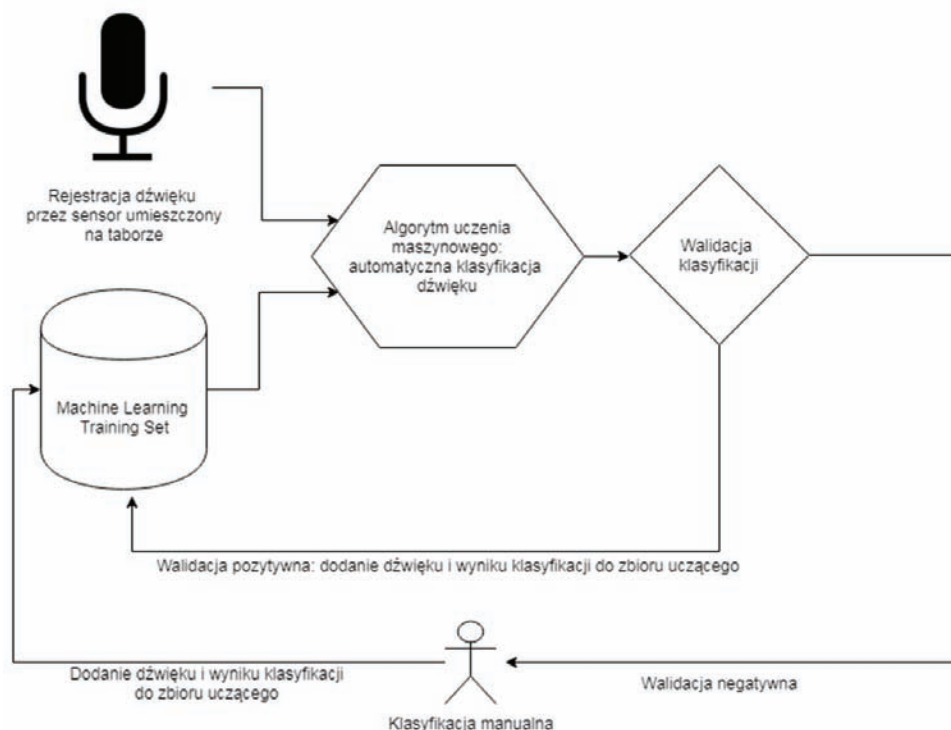 Rejestracja dźwięku
przez sensor umieszczony
na taborze
Algorytm uczenia
maszynowego:
automatyczna klasyfikacja
dźwięku
Walidacja
klasyfikacji
Machine Learning
Training Set
Walidacja pozytywna: dodanie dźwięku i wyniku klasyfikacji do zbioru uczącego
Dodanie dźwięku i wyniku klasyfikacji
do zbioru uczącego
Walidacja negatywna
Klasyfikacja manualna